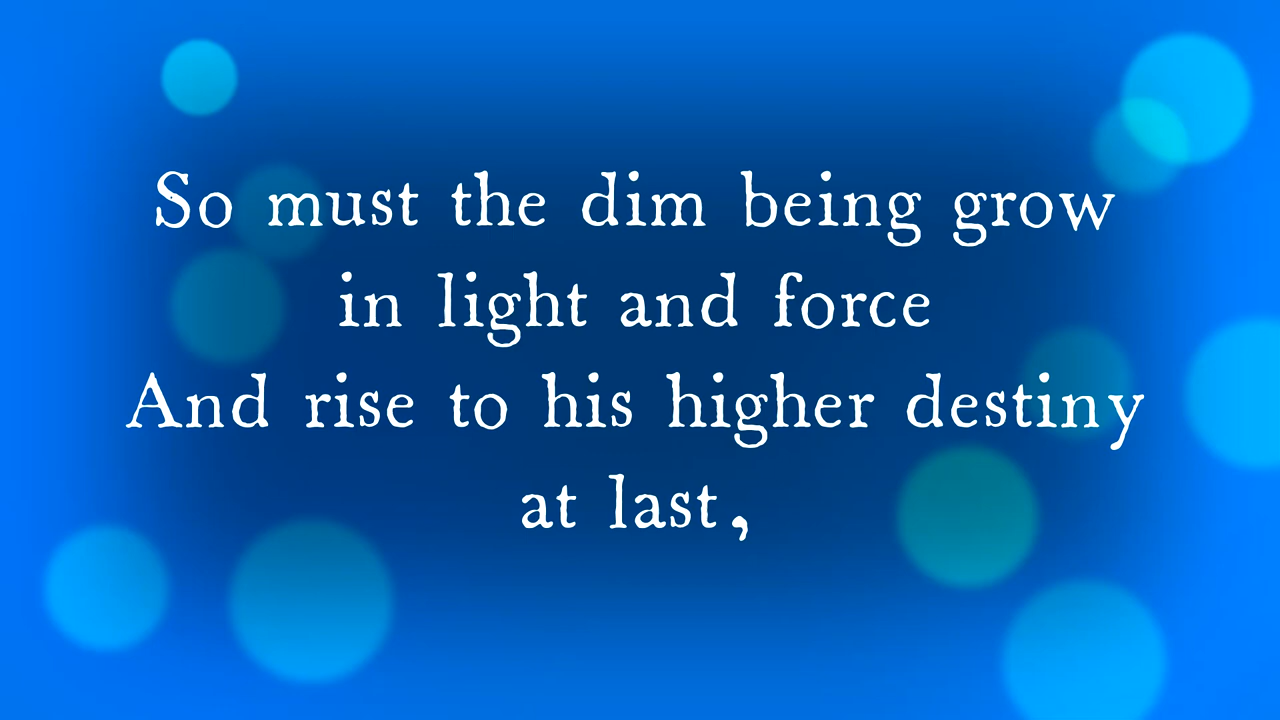 So must the dim being grow
in light and force
And rise to his higher destiny
at last,